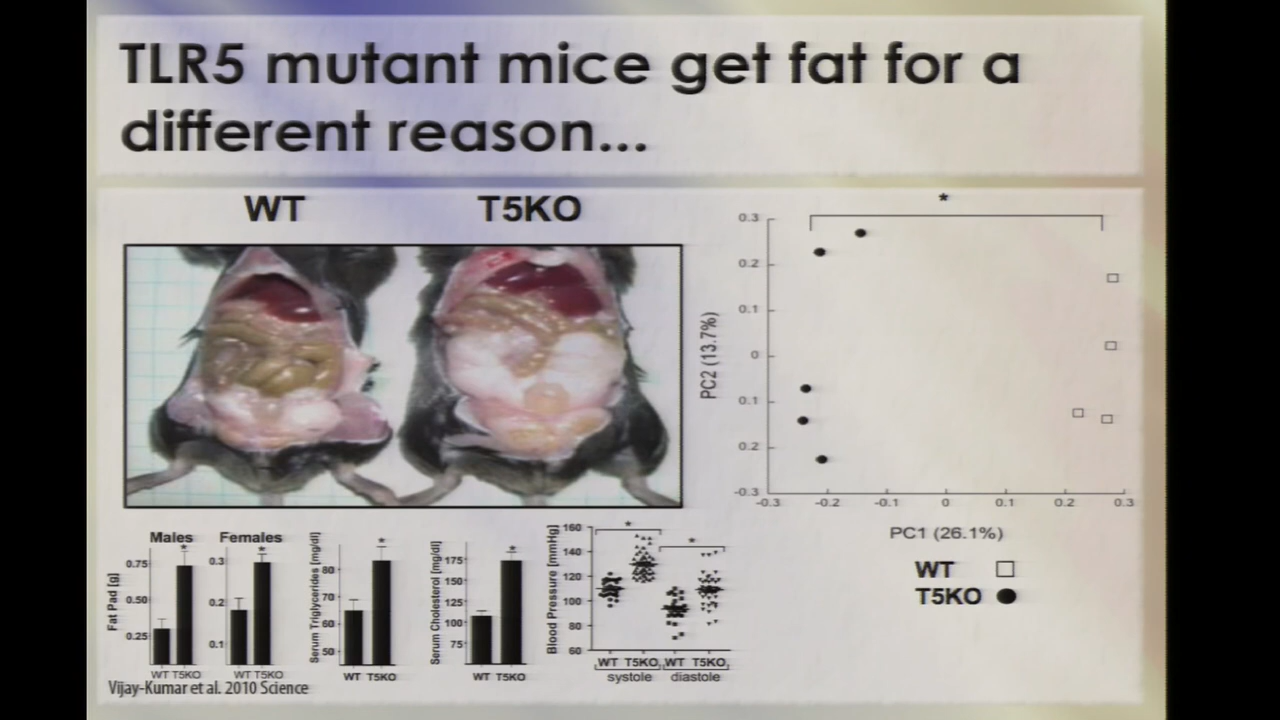 TLR5 mutant mice get fat for a
different reason...
WT T5KO
*
0.3
0.2
0.1
0
0.1
0.2
-0.3
PC2 (13.7%)
-0.3 -0.2 -0.1 0 0.1 0.2 0.3
PC1 (26.1%)
WT
T5KO
Males Females
Fat Pad [g]
0.75
0.50
0.25
*
WT T5KO
0.3
0.2
0.1
*
WT T5KO
Serum Triglycerides [mg/dl]
80
70
60
50
*
WT T5KO
Serum Cholesterol [mg/dl]
175
150
125
100
75
*
WT T5KO
Blood Pressure [mmHg]
160
140
120
100
80
60
* *
WT T5KO WT T5KO
systole diastole
Vijay-Kumar et al. 2010 Science